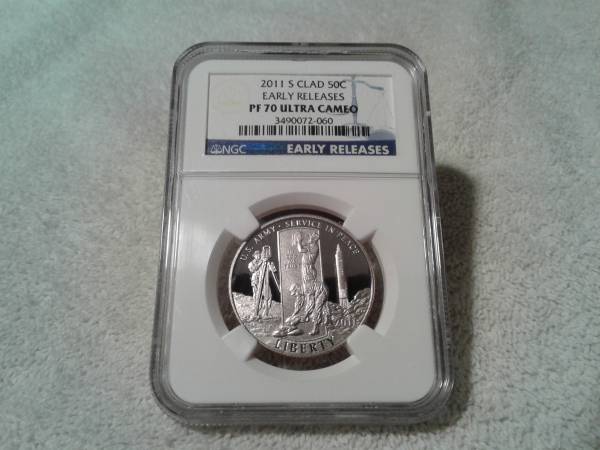 2011 S CLAD 50C
EARLY RELEASES
PF 70 ULTRA CAMEO
3490072-060
NGC EARLY RELEASES
U.S. ARMY · SERVICE IN PEACE
LIBERTY